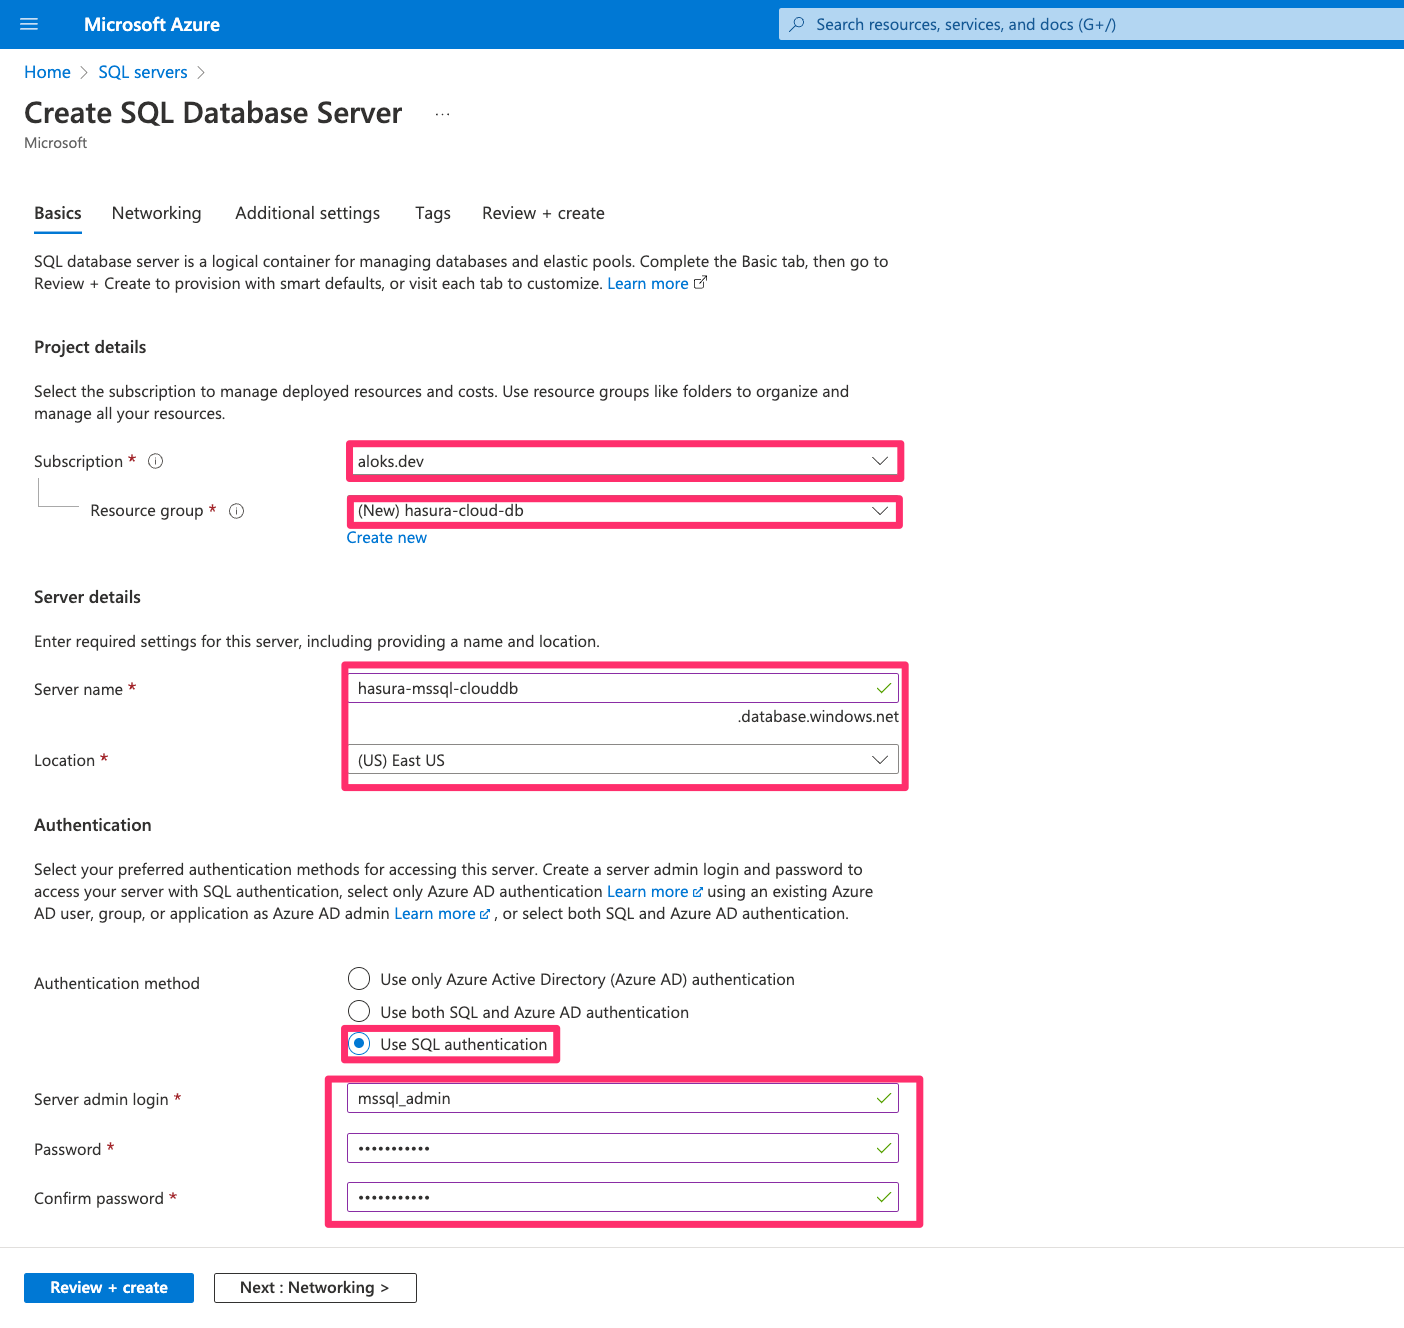 Microsoft Azure
Search resources, services, and docs (G+/)
Home > SQL servers >
Create SQL Database Server ...
Microsoft
Basics Networking Additional settings Tags Review + create
SQL database server is a logical container for managing databases and elastic pools. Complete the Basic tab, then go to
Review + Create to provision with smart defaults, or visit each tab to customize. Learn more
Project details
Select the subscription to manage deployed resources and costs. Use resource groups like folders to organize and
manage all your resources.
Subscription *
aloks.dev
Resource group *
(New) hasura-cloud-db
Create new
Server details
Enter required settings for this server, including providing a name and location.
Server name *
hasura-mssql-clouddb
.database.windows.net
Location *
(US) East US
Authentication
Select your preferred authentication methods for accessing this server. Create a server admin login and password to
access your server with SQL authentication, select only Azure AD authentication Learn more using an existing Azure
AD user, group, or application as Azure AD admin Learn more , or select both SQL and Azure AD authentication.
Authentication method
Use only Azure Active Directory (Azure AD) authentication
Use both SQL and Azure AD authentication
Use SQL authentication
Server admin login *
mssql_admin
Password *
•••••••••••
Confirm password *
•••••••••••
Review + create
Next : Networking >